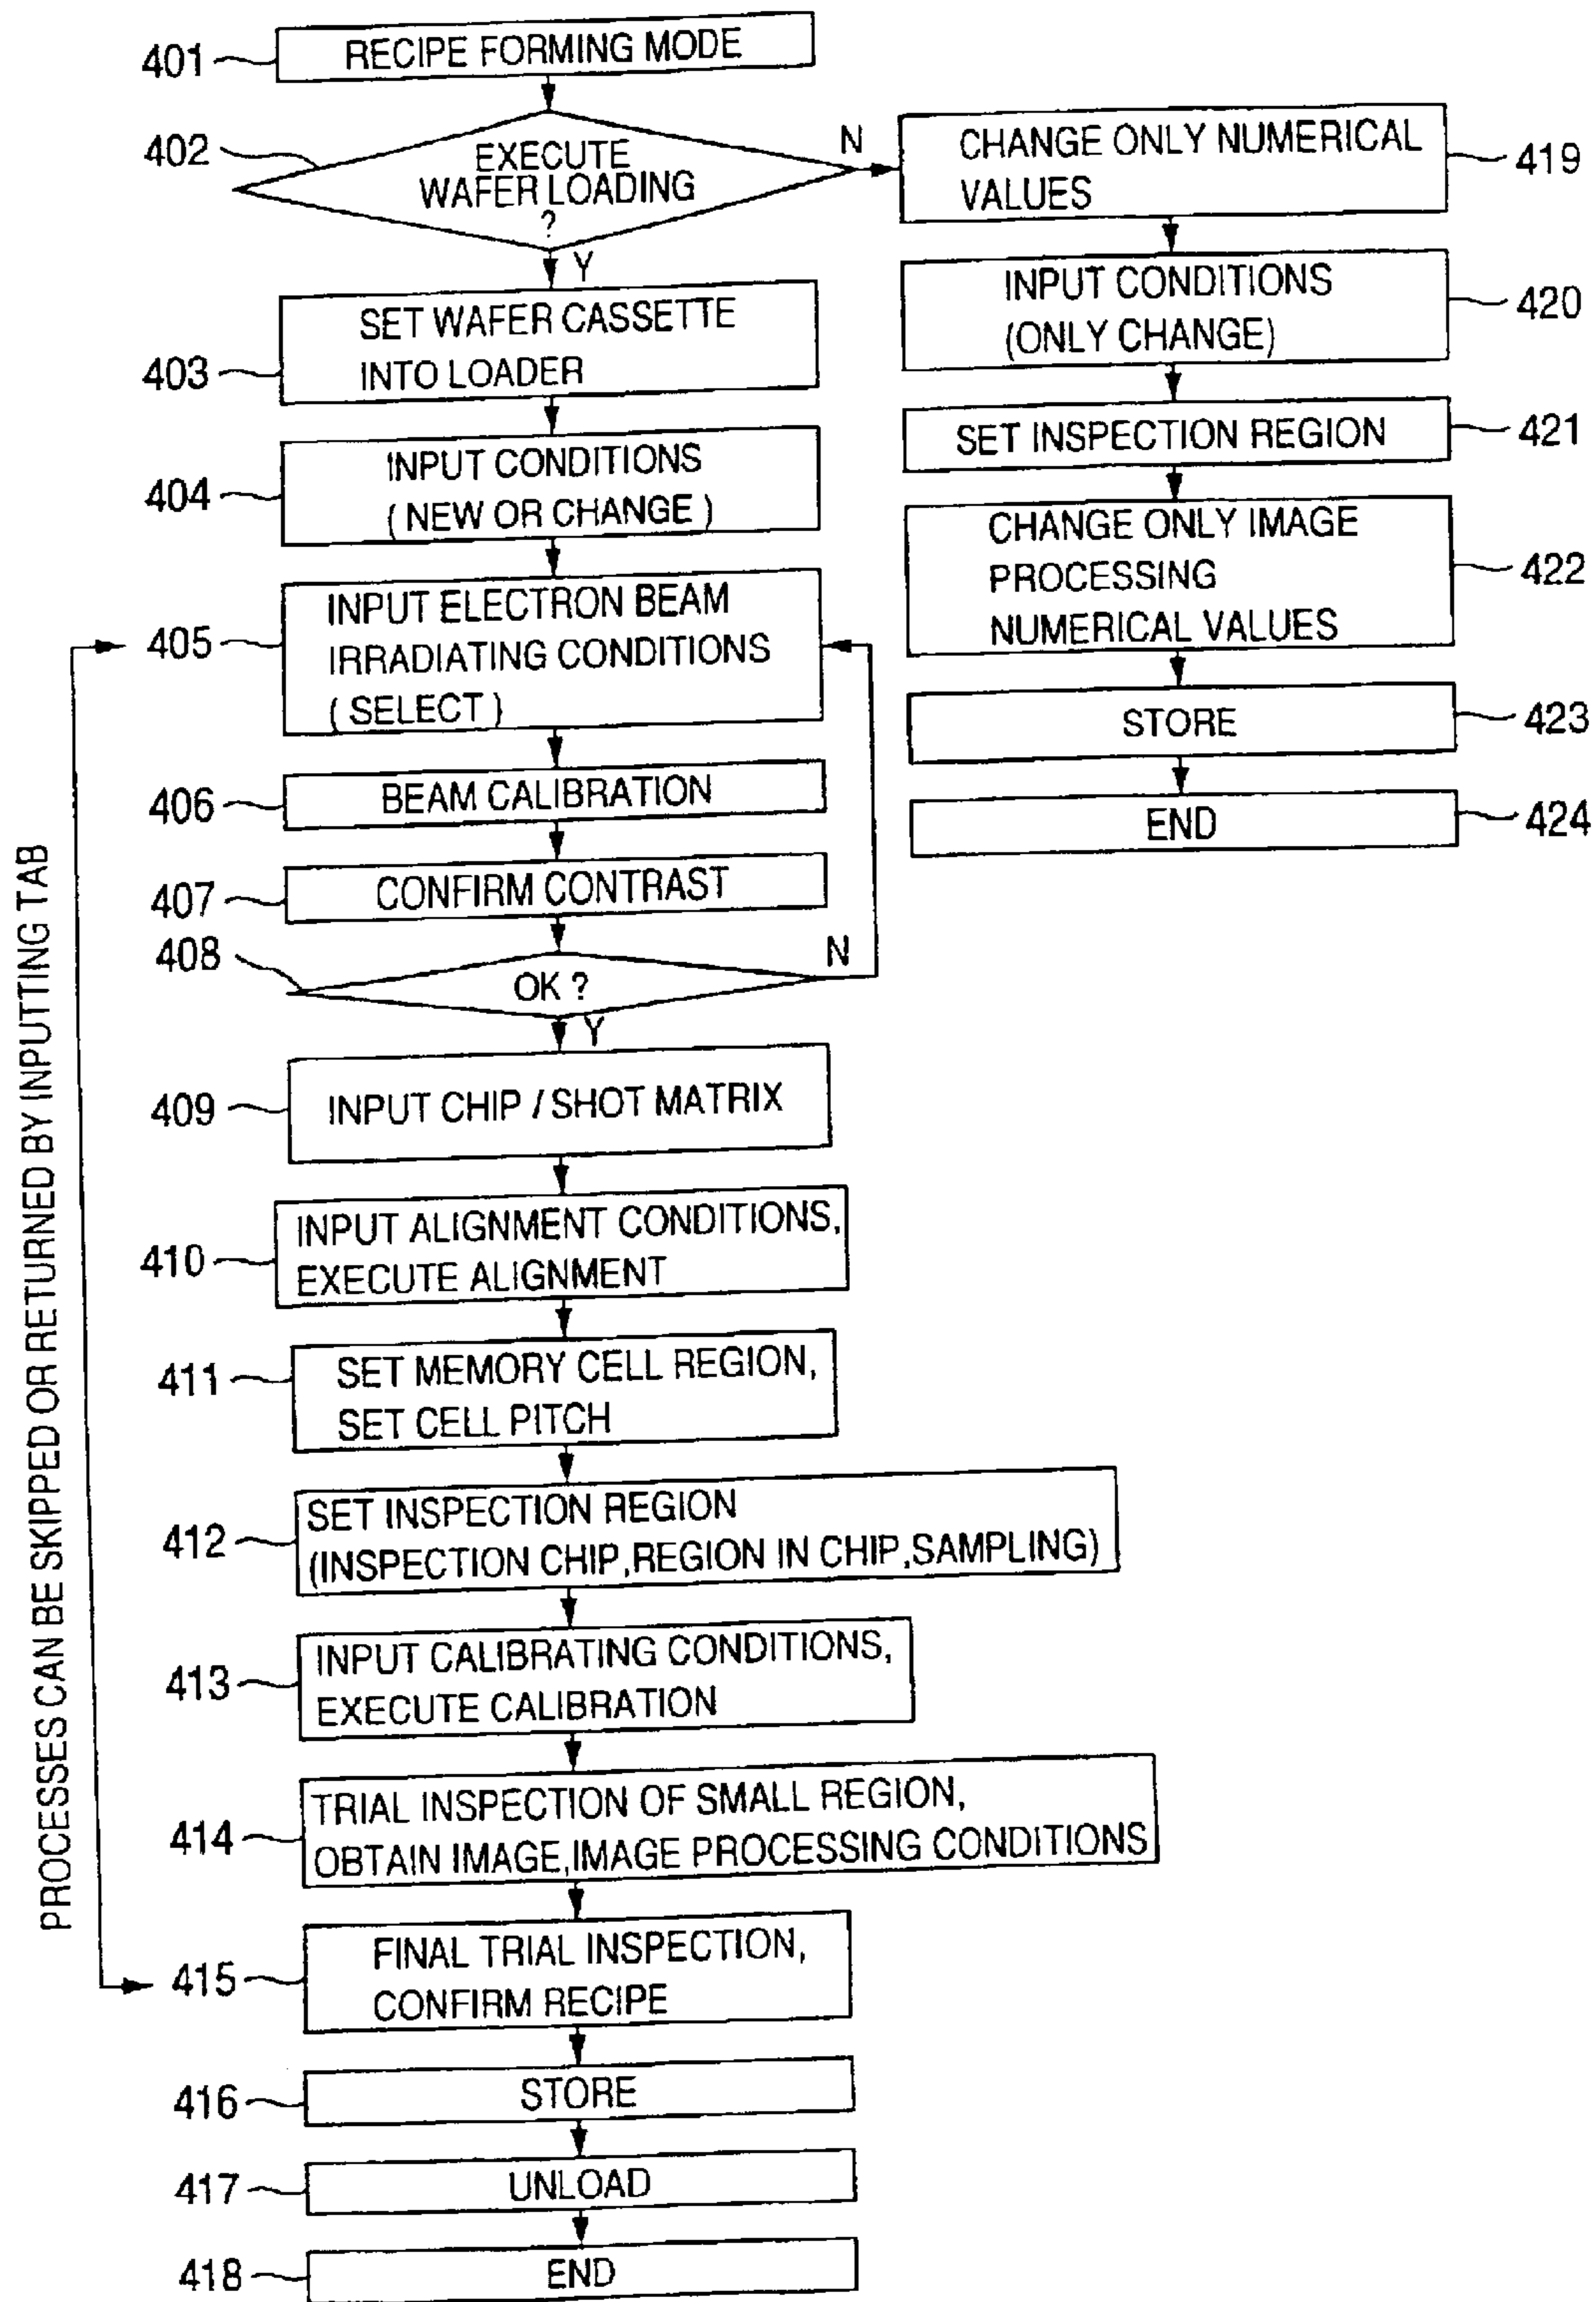 401
RECIPE FORMING MODE
402
EXECUTE
WAFER LOADING
?
N
Y
403
SET WAFER CASSETTE
INTO LOADER
404
INPUT CONDITIONS
( NEW OR CHANGE )
405
INPUT ELECTRON BEAM
IRRADIATING CONDITIONS
( SELECT )
406
BEAM CALIBRATION
407
CONFIRM CONTRAST
408
OK ?
N
Y
409
INPUT CHIP / SHOT MATRIX
410
INPUT ALIGNMENT CONDITIONS,
EXECUTE ALIGNMENT
411
SET MEMORY CELL REGION,
SET CELL PITCH
412
SET INSPECTION REGION
(INSPECTION CHIP,REGION IN CHIP,SAMPLING)
413
INPUT CALIBRATING CONDITIONS,
EXECUTE CALIBRATION
414
TRIAL INSPECTION OF SMALL REGION,
OBTAIN IMAGE,IMAGE PROCESSING CONDITIONS
415
FINAL TRIAL INSPECTION,
CONFIRM RECIPE
416
STORE
417
UNLOAD
418
END
CHANGE ONLY NUMERICAL
VALUES
419
INPUT CONDITIONS
(ONLY CHANGE)
420
SET INSPECTION REGION
421
CHANGE ONLY IMAGE
PROCESSING
NUMERICAL VALUES
422
STORE
423
END
424
PROCESSES CAN BE SKIPPED OR RETURNED BY INPUTTING TAB